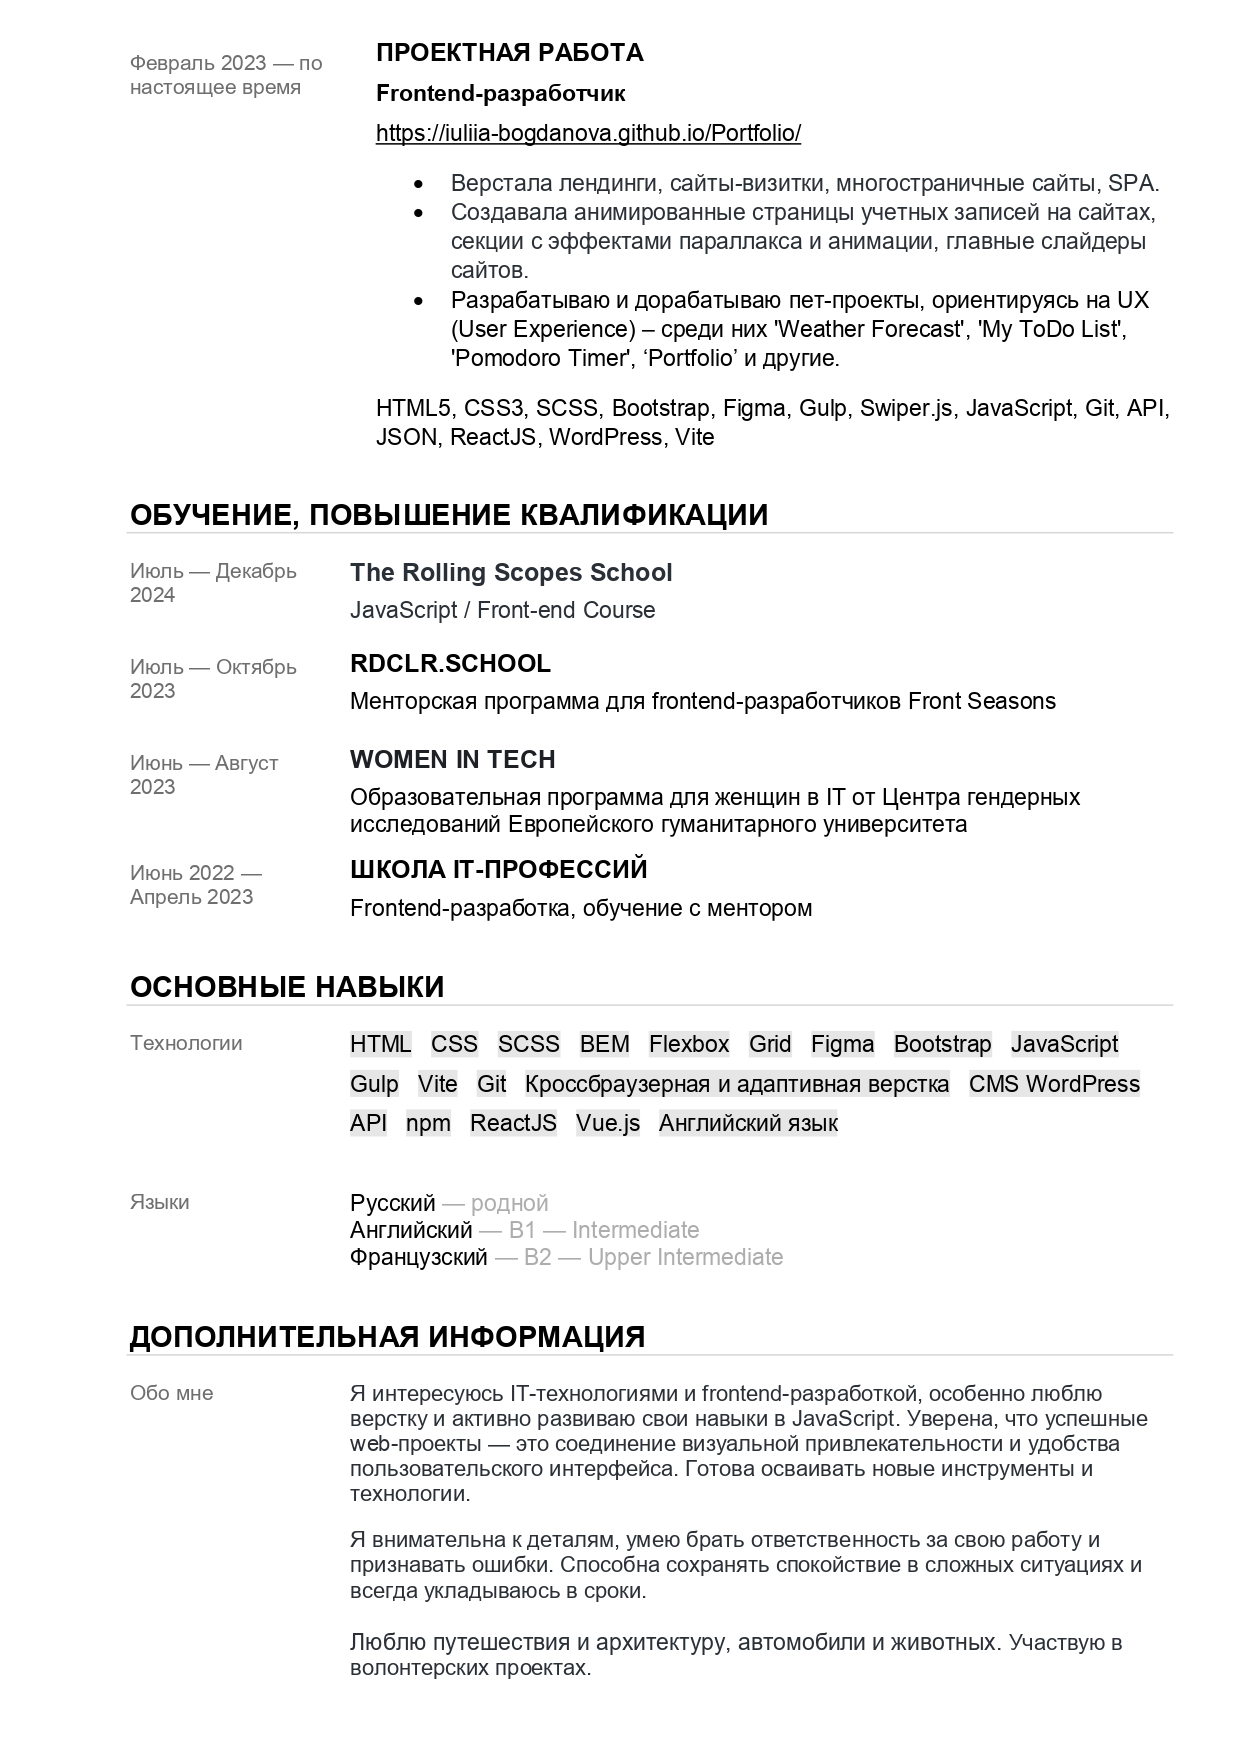 Февраль 2023 — по
настоящее время
ПРОЕКТНАЯ РАБОТА
Frontend-разработчик
https://iuliia-bogdanova.github.io/Portfolio/
• Верстала лендинги, сайты-визитки, многостраничные сайты, SPA.
• Создавала анимированные страницы учетных записей на сайтах,
секции с эффектами параллакса и анимации, главные слайдеры
сайтов.
• Разрабатываю и дорабатываю пет-проекты, ориентируясь на UX
(User Experience) – среди них 'Weather Forecast', 'My ToDo List',
'Pomodoro Timer', ‘Portfolio’ и другие.
HTML5, CSS3, SCSS, Bootstrap, Figma, Gulp, Swiper.js, JavaScript, Git, API,
JSON, ReactJS, WordPress, Vite
ОБУЧЕНИЕ, ПОВЫШЕНИЕ КВАЛИФИКАЦИИ
Июль — Декабрь
2024
The Rolling Scopes School
JavaScript / Front-end Course
Июль — Октябрь
2023
RDCLR.SCHOOL
Менторская программа для frontend-разработчиков Front Seasons
Июнь — Август
2023
WOMEN IN TECH
Образовательная программа для женщин в IT от Центра гендерных
исследований Европейского гуманитарного университета
Июнь 2022 —
Апрель 2023
ШКОЛА IT-ПРОФЕССИЙ
Frontend-разработка, обучение с ментором
ОСНОВНЫЕ НАВЫКИ
Технологии
HTML CSS SCSS BEM Flexbox Grid Figma Bootstrap JavaScript
Gulp Vite Git Кроссбраузерная и адаптивная верстка CMS WordPress
API npm ReactJS Vue.js Английский язык
Языки
Русский — родной
Английский — B1 — Intermediate
Французский — B2 — Upper Intermediate
ДОПОЛНИТЕЛЬНАЯ ИНФОРМАЦИЯ
Обо мне
Я интересуюсь IT-технологиями и frontend-разработкой, особенно люблю
верстку и активно развиваю свои навыки в JavaScript. Уверена, что успешные
web-проекты — это соединение визуальной привлекательности и удобства
пользовательского интерфейса. Готова осваивать новые инструменты и
технологии.
Я внимательна к деталям, умею брать ответственность за свою работу и
признавать ошибки. Способна сохранять спокойствие в сложных ситуациях и
всегда укладываюсь в сроки.
Люблю путешествия и архитектуру, автомобили и животных. Участвую в
волонтерских проектах.